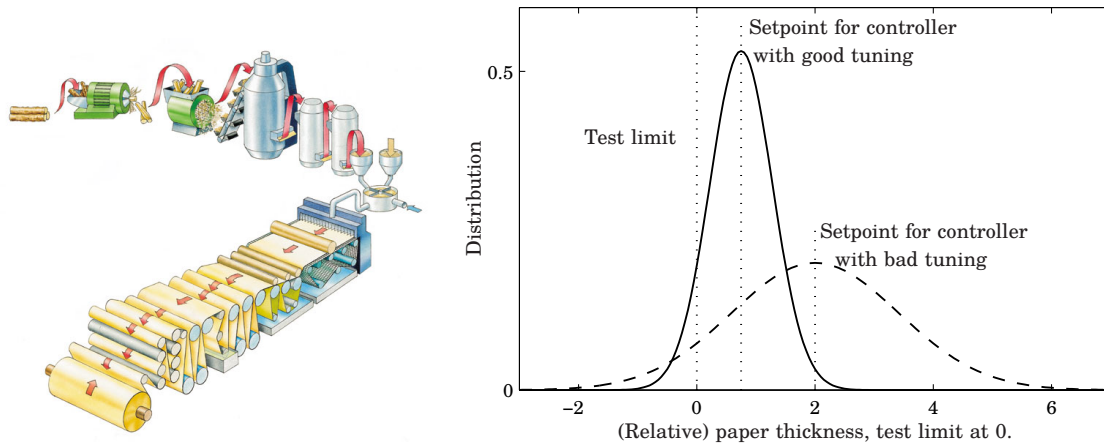 Setpoint for controller
with good tuning
0.5
Test limit
Distribution
Setpoint for controller
with bad tuning
0
−2
0
2
4
6
(Relative) paper thickness, test limit at 0.